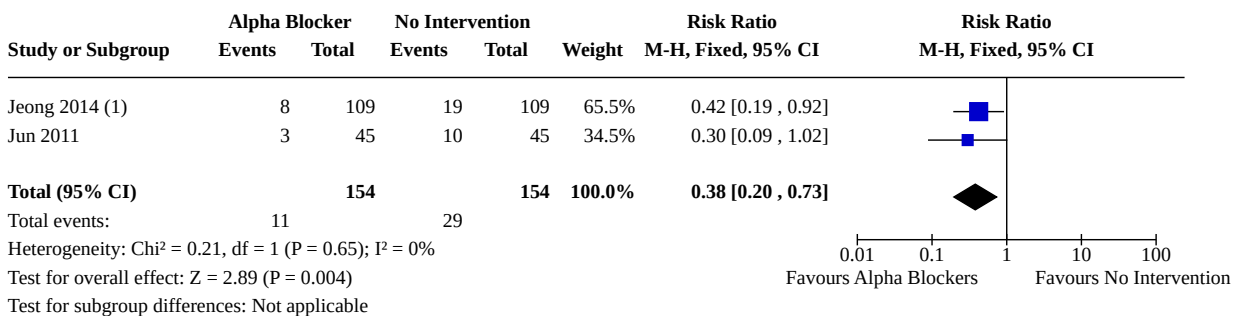 Alpha Blocker No Intervention Risk Ratio Risk Ratio
Study or Subgroup Events Total Events Total Weight M-H, Fixed, 95% CI M-H, Fixed, 95% CI
Jeong 2014 (1) 8 109 19 109 65.5% 0.42 [0.19 , 0.92]
Jun 2011 3 45 10 45 34.5% 0.30 [0.09 , 1.02]
Total (95% CI) 154 154 100.0% 0.38 [0.20 , 0.73]
Total events: 11 29
Heterogeneity: Chi² = 0.21, df = 1 (P = 0.65); I² = 0%
0.01 0.1 1 10 100
Test for overall effect: Z = 2.89 (P = 0.004)
Favours Alpha Blockers Favours No Intervention
Test for subgroup differences: Not applicable